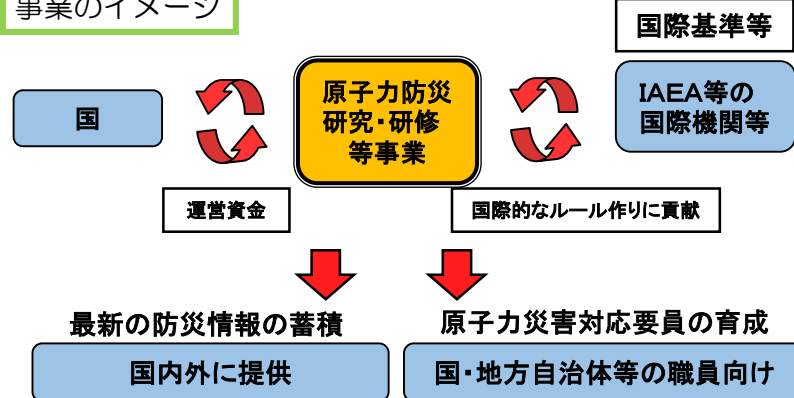 事業のイメージ
国際基準等
国
原子力防災
研究・研修
等事業
IAEA等の
国際機関等
運営資金
国際的なルール作りに貢献
最新の防災情報の蓄積
原子力災害対応要員の育成
国内外に提供
国・地方自治体等の職員向け